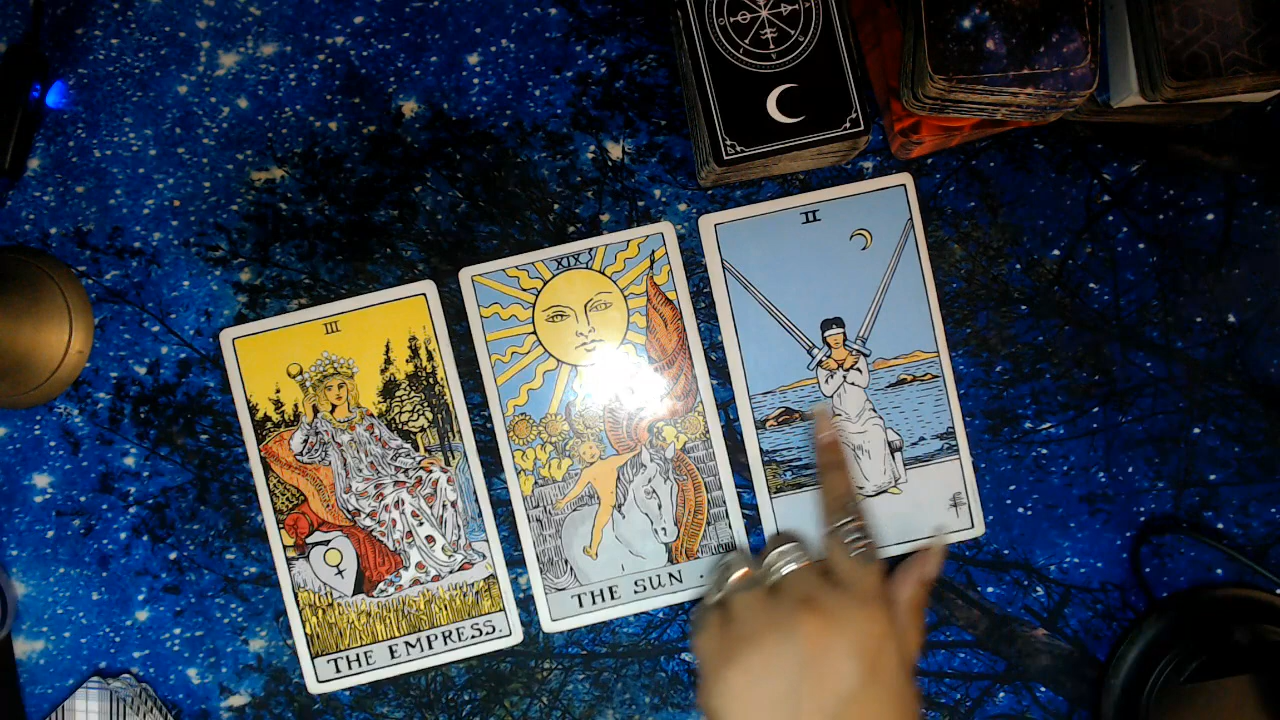 III
THE EMPRESS.
XIX
THE SUN .
II